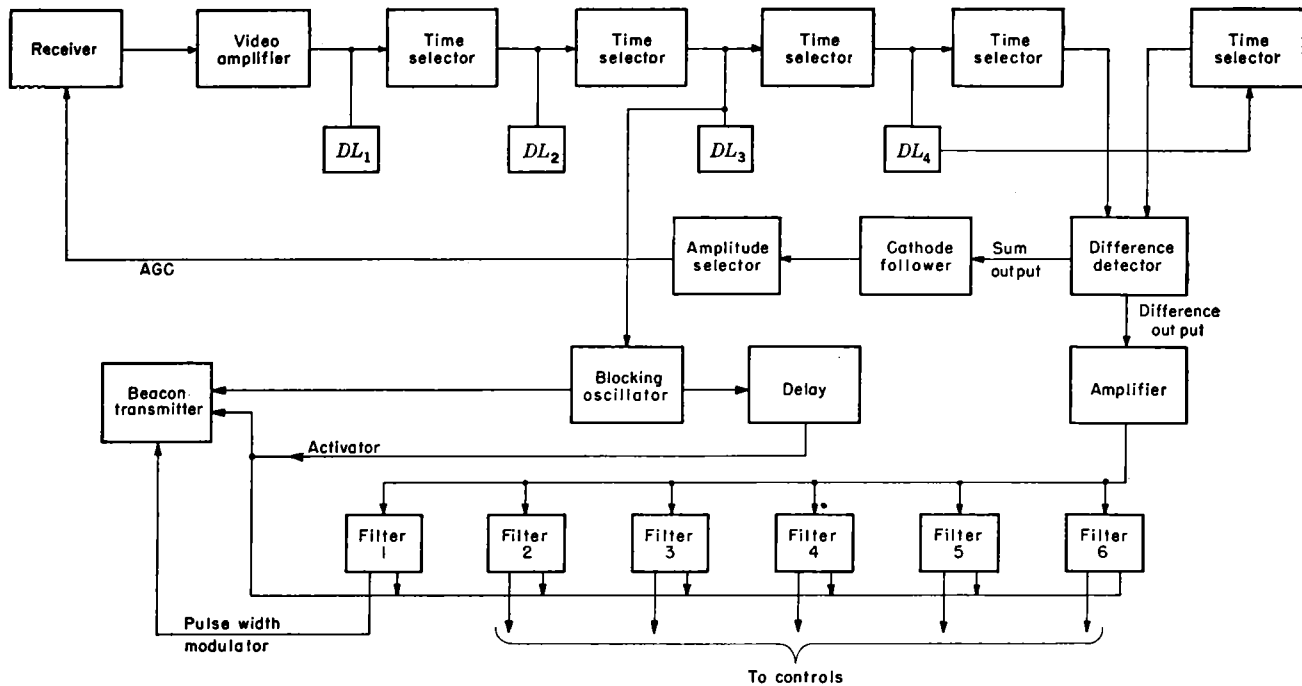 Receiver
Video
amplifier
Time
selector
Time
selector
Time
selector
Time
selector
Time
selector
DL1
DL2
DL3
DL4
AGC
Amplitude
selector
Cathode
follower
Sum
output
Difference
detector
Difference
output
Beacon
transmitter
Blocking
oscillator
Delay
Amplifier
Activator
Filter
1
Filter
2
Filter
3
Filter
4
Filter
5
Filter
6
Pulse width
modulator
To controls